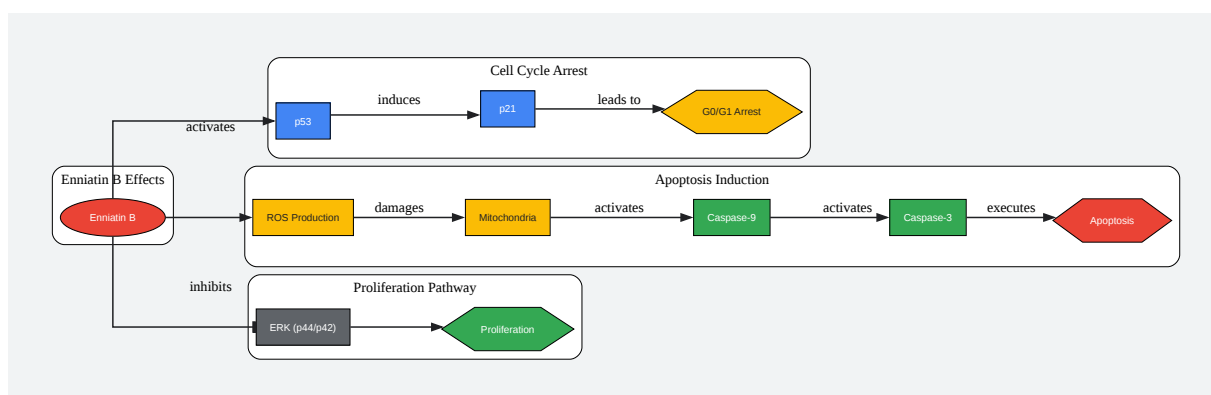 Cell Cycle Arrest
induces
leads to
p53
p21
G0/G1 Arrest
activates
Enniatin B Effects
Enniatin B
Apoptosis Induction
ROS Production
damages
Mitochondria
activates
Caspase-9
activates
Caspase-3
executes
Apoptosis
inhibits
Proliferation Pathway
ERK (p44/p42)
Proliferation